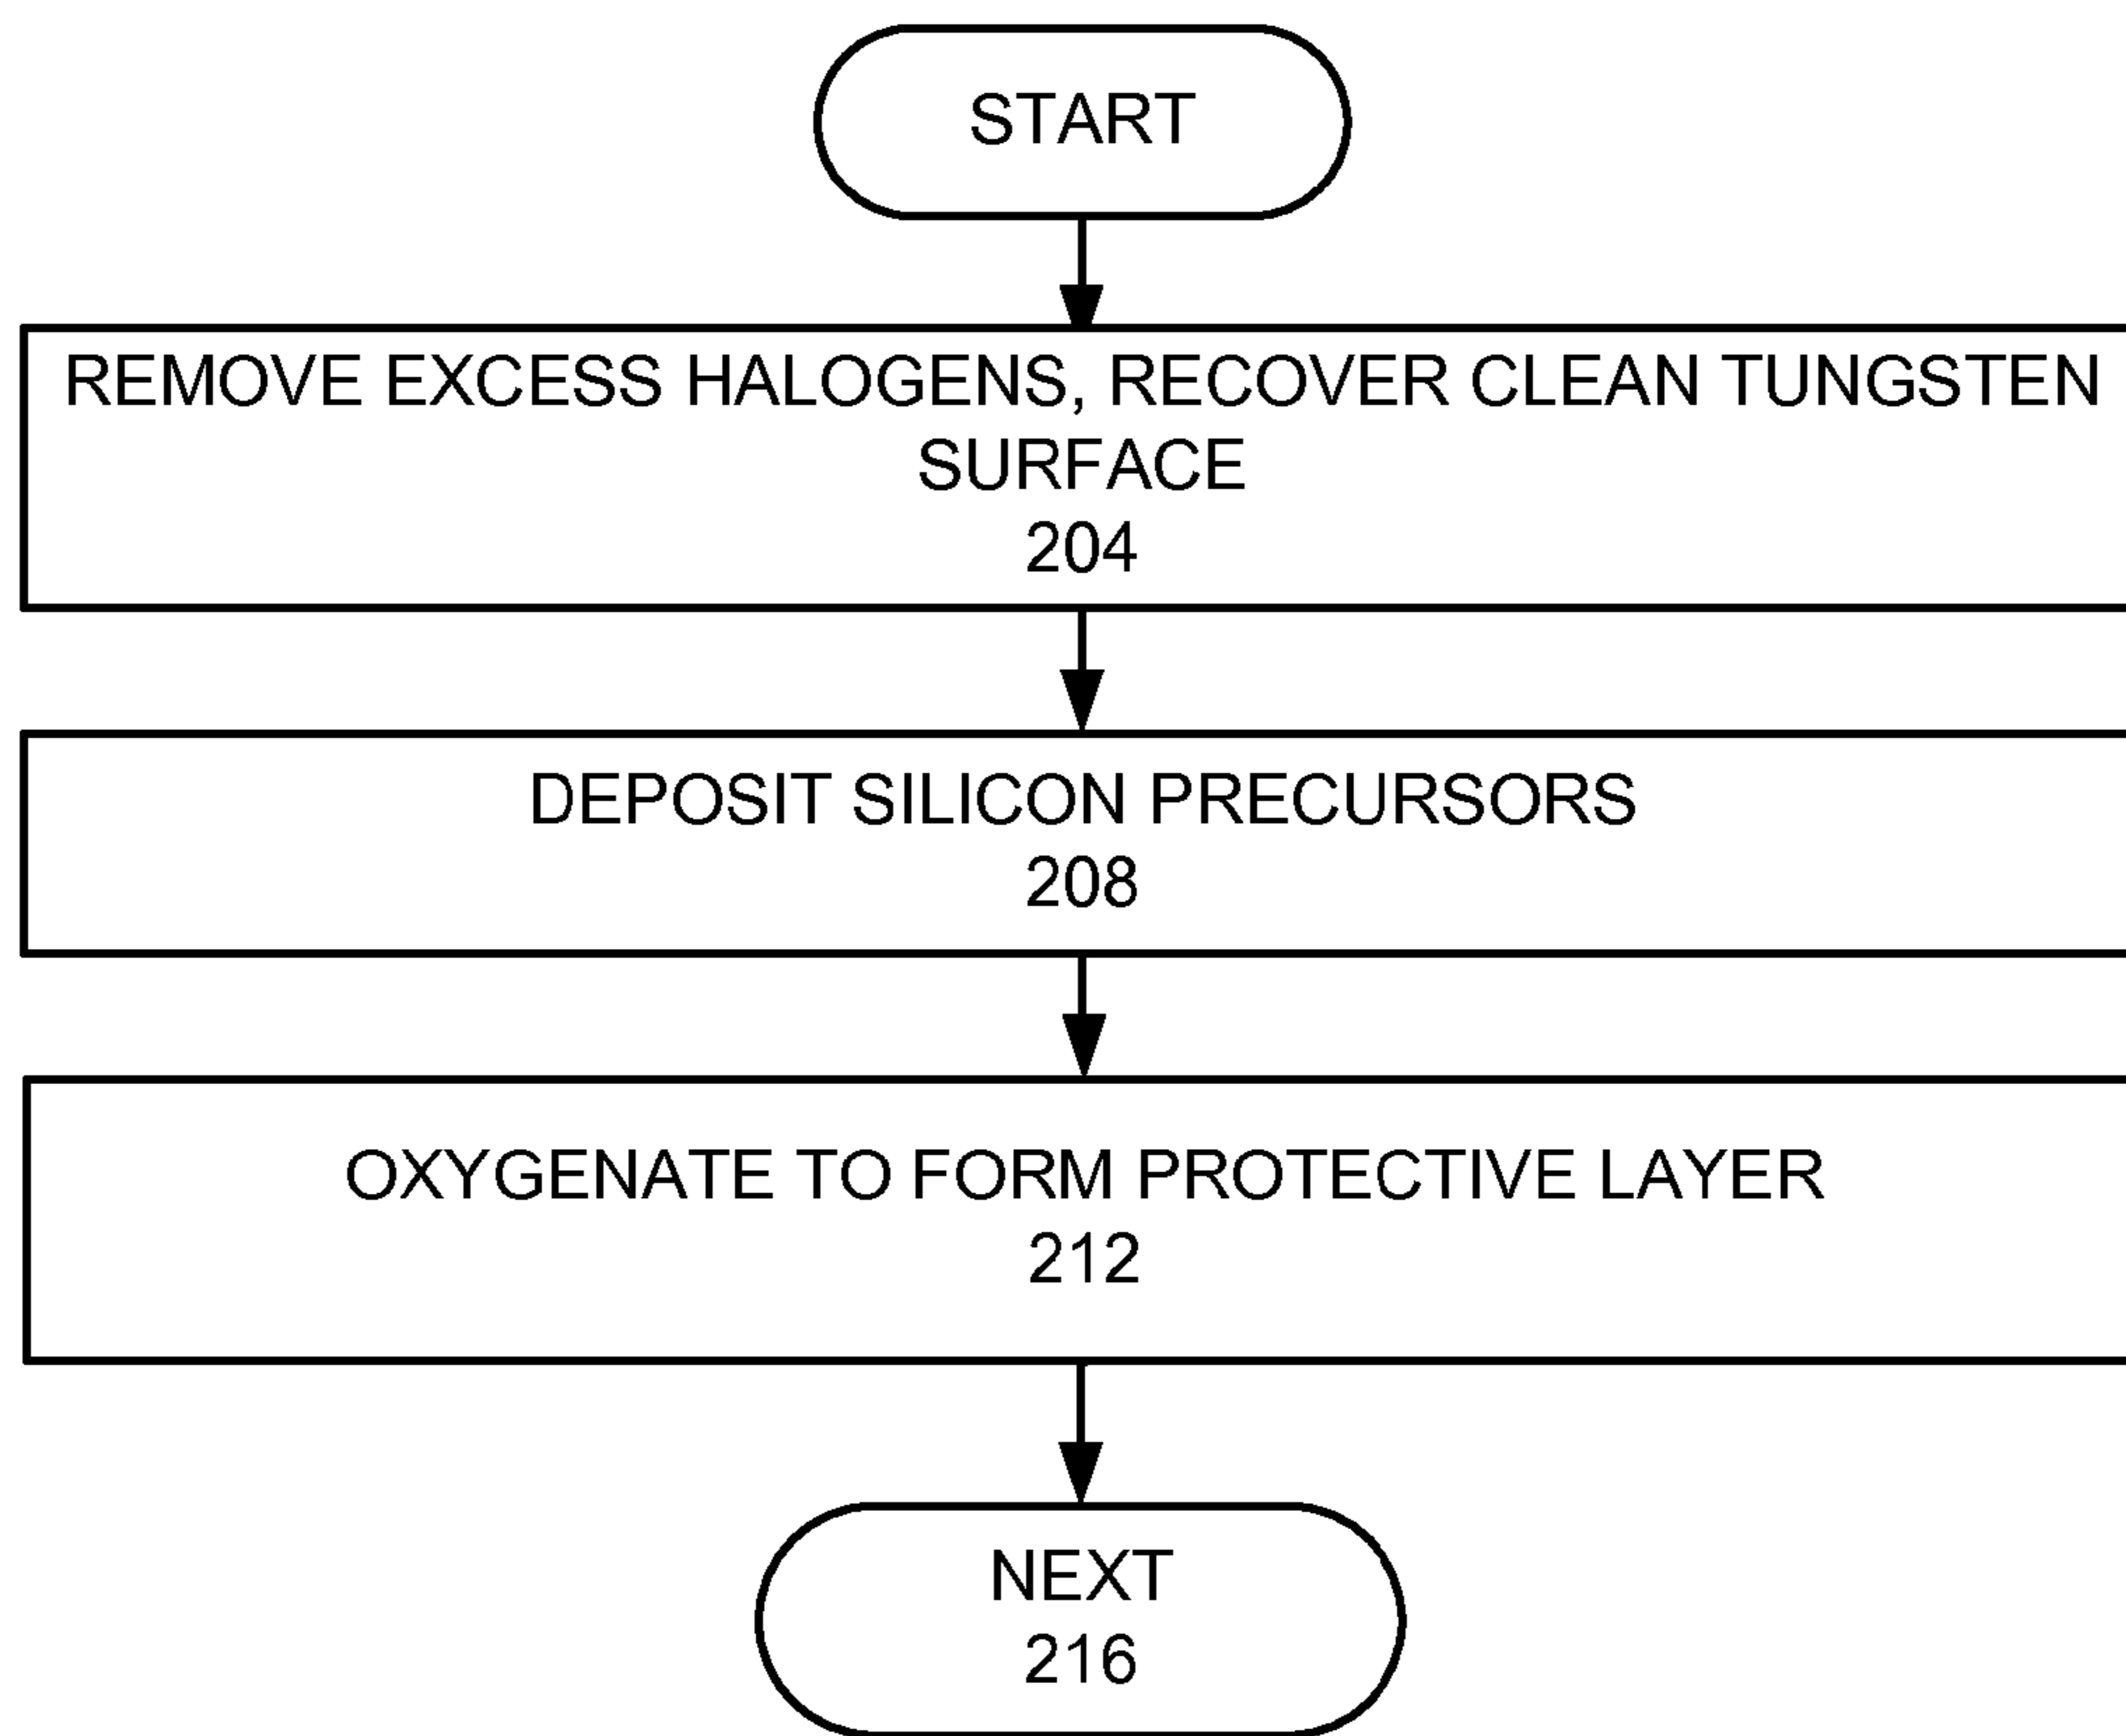 START
REMOVE EXCESS HALOGENS, RECOVER CLEAN TUNGSTEN
SURFACE
204
DEPOSIT SILICON PRECURSORS
208
OXYGENATE TO FORM PROTECTIVE LAYER
212
NEXT
216